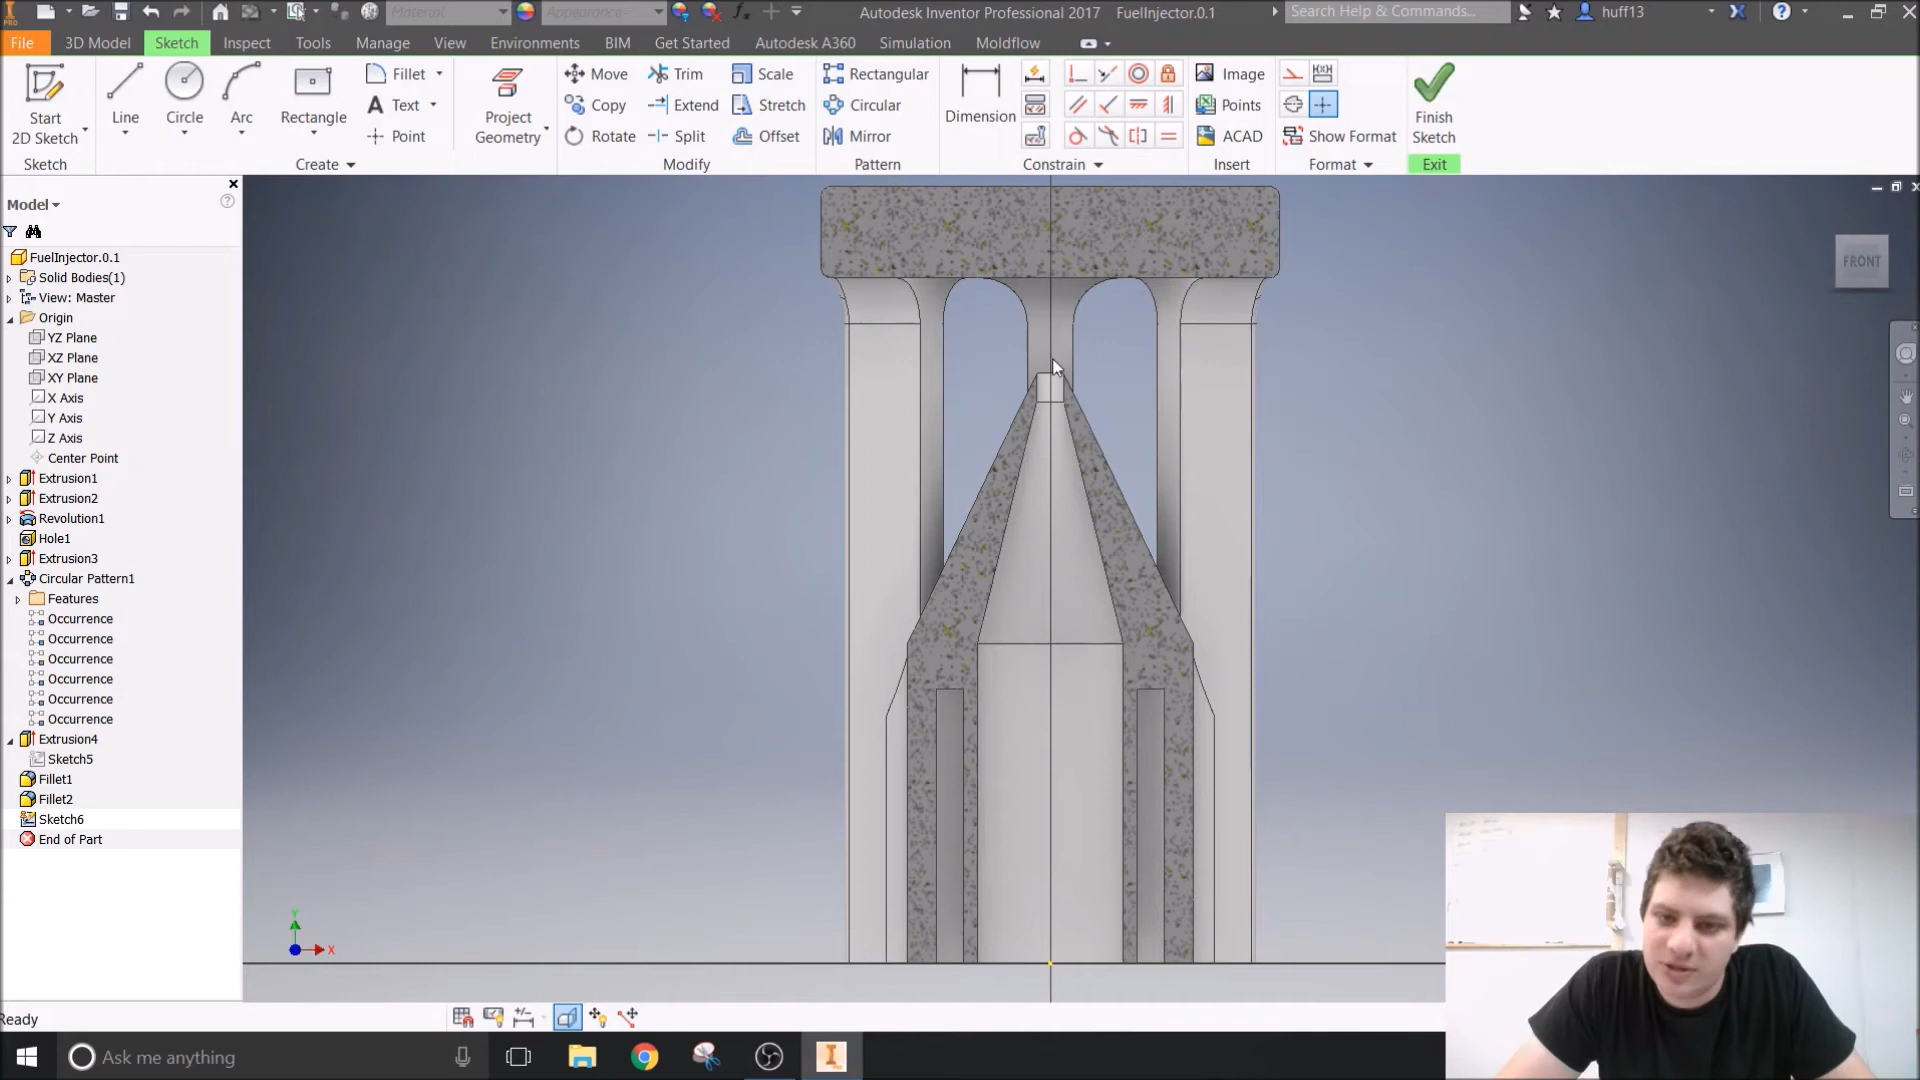 Material
Appearance
Autodesk Inventor Professional 2017 FuelInjector.0.1
Search Help & Commands...
huff13
PRO
File 3D Model Sketch Inspect Tools Manage View Environments BIM Get Started Autodesk A360 Simulation Moldflow
Start
2D Sketch
Line
Circle
Arc
Rectangle
Fillet
Text
Point
Project
Geometry
Move
Copy
Rotate
Trim
Extend
Split
Scale
Stretch
Offset
Rectangular
Circular
Mirror
Dimension
Image
Points
ACAD
Show Format
Finish
Sketch
Sketch Create Modify Pattern Constrain Insert Format Exit
Model
FuelInjector.0.1
Solid Bodies(1)
View: Master
Origin
YZ Plane
XZ Plane
XY Plane
X Axis
Y Axis
Z Axis
Center Point
Extrusion1
Extrusion2
Revolution1
Hole1
Extrusion3
Circular Pattern1
Features
Occurrence
Occurrence
Occurrence
Occurrence
Occurrence
Occurrence
Extrusion4
Sketch5
Fillet1
Fillet2
Sketch6
End of Part
FRONT
Y
X
Ready
Ask me anything